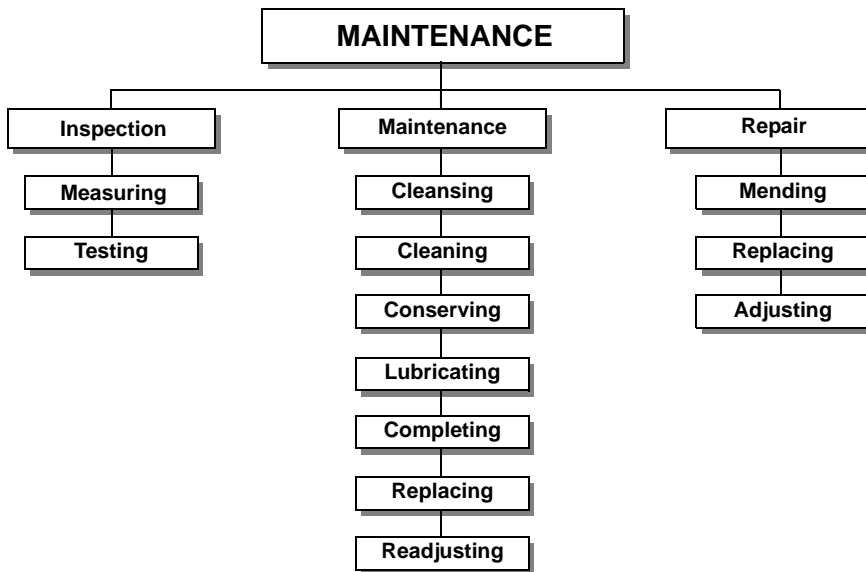 MAINTENANCE
Inspection
Measuring
Testing
Maintenance
Cleansing
Cleaning
Conserving
Lubricating
Completing
Replacing
Readjusting
Repair
Mending
Replacing
Adjusting